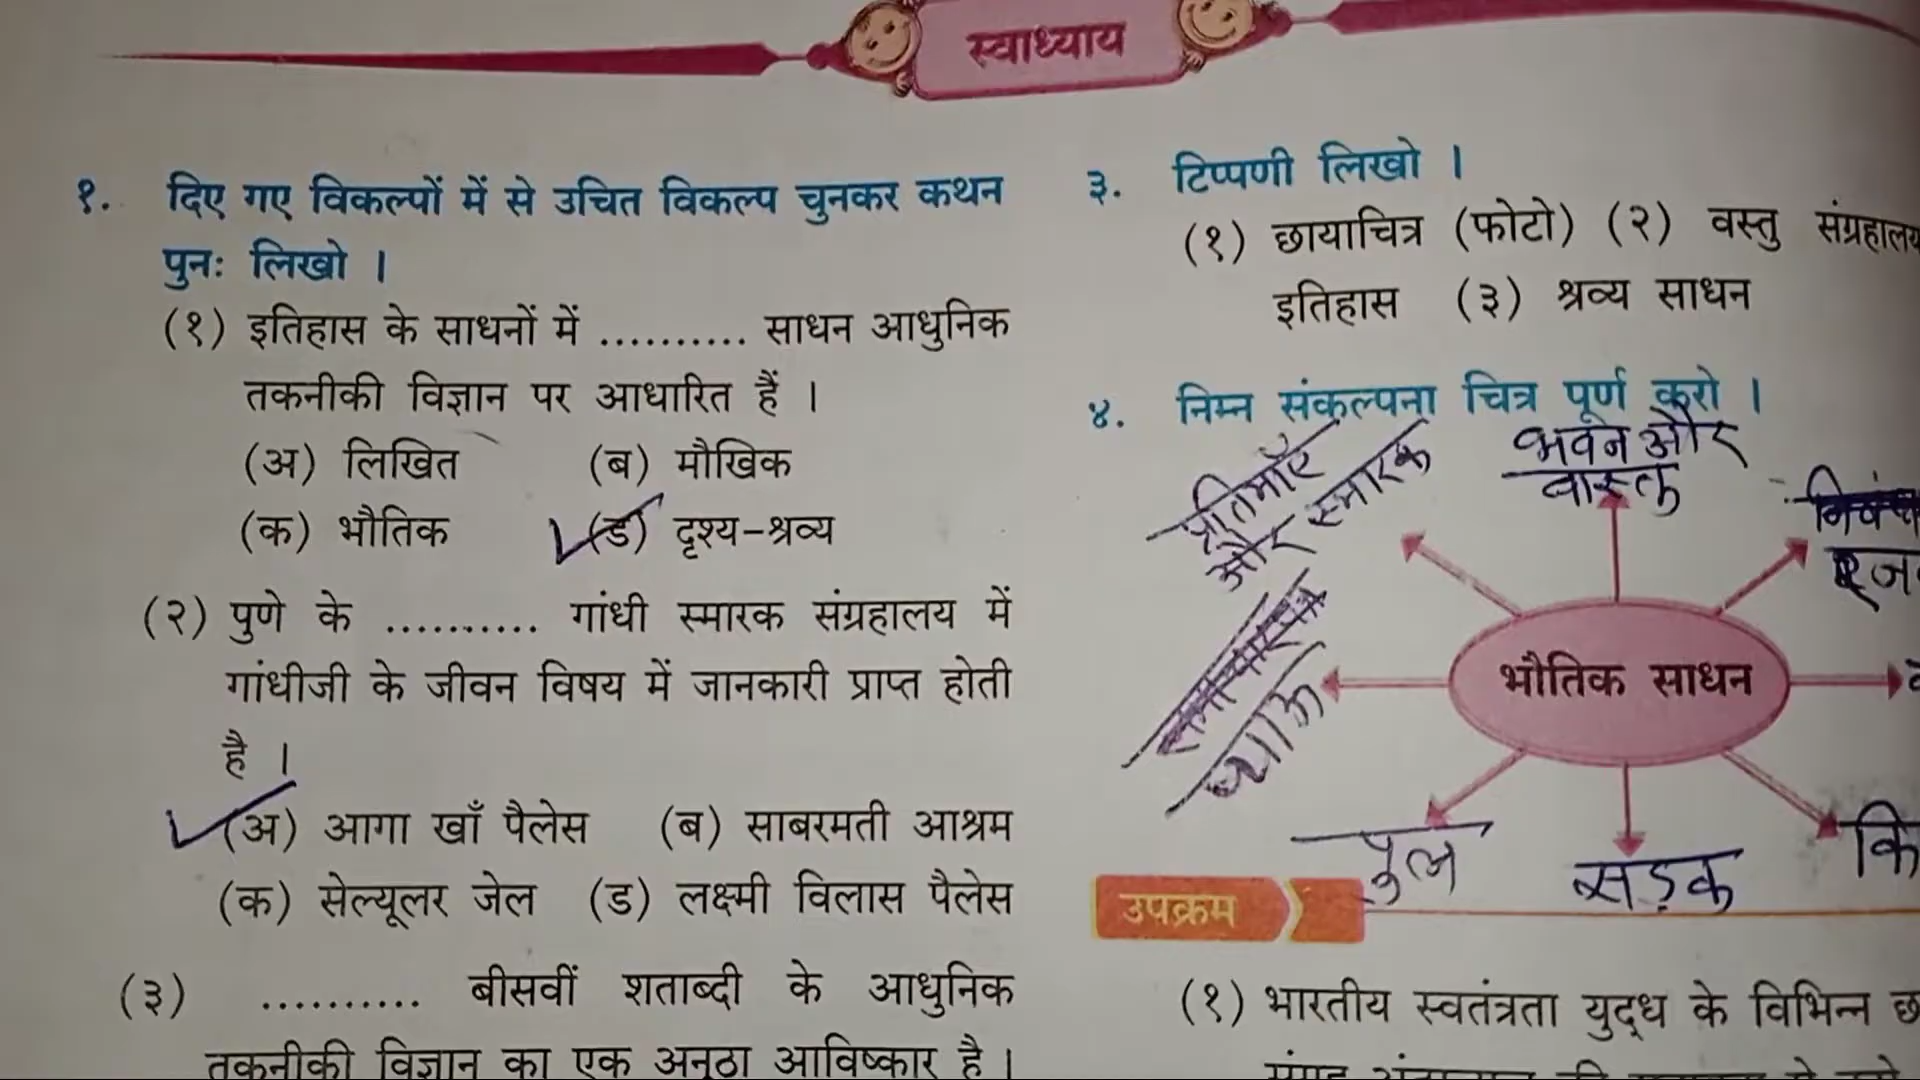 स्वाध्याय
१. दिए गए विकल्पों में से उचित विकल्प चुनकर कथन
पुनः लिखो ।
(१) इतिहास के साधनों में .......... साधन आधुनिक
तकनीकी विज्ञान पर आधारित हैं ।
(अ) लिखित (ब) मौखिक
(क) भौतिक (ड) दृश्य-श्रव्य
(२) पुणे के .......... गांधी स्मारक संग्रहालय में
गांधीजी के जीवन विषय में जानकारी प्राप्त होती
है ।
(अ) आगा खाँ पैलेस (ब) साबरमती आश्रम
(क) सेल्यूलर जेल (ड) लक्ष्मी विलास पैलेस
(३) .......... बीसवीं शताब्दी के आधुनिक
तकनीकी विज्ञान का एक अनूठा आविष्कार है ।
३. टिप्पणी लिखो ।
(१) छायाचित्र (फोटो) (२) वस्तु संग्रहालय
इतिहास (३) श्रव्य साधन
४. निम्न संकल्पना चित्र पूर्ण करो ।
प्रतिमाएँ
और स्मारक
भवन और
वास्तु
भौतिक साधन
पुल
सड़क
कि
उपक्रम
(१) भारतीय स्वतंत्रता युद्ध के विभिन्न